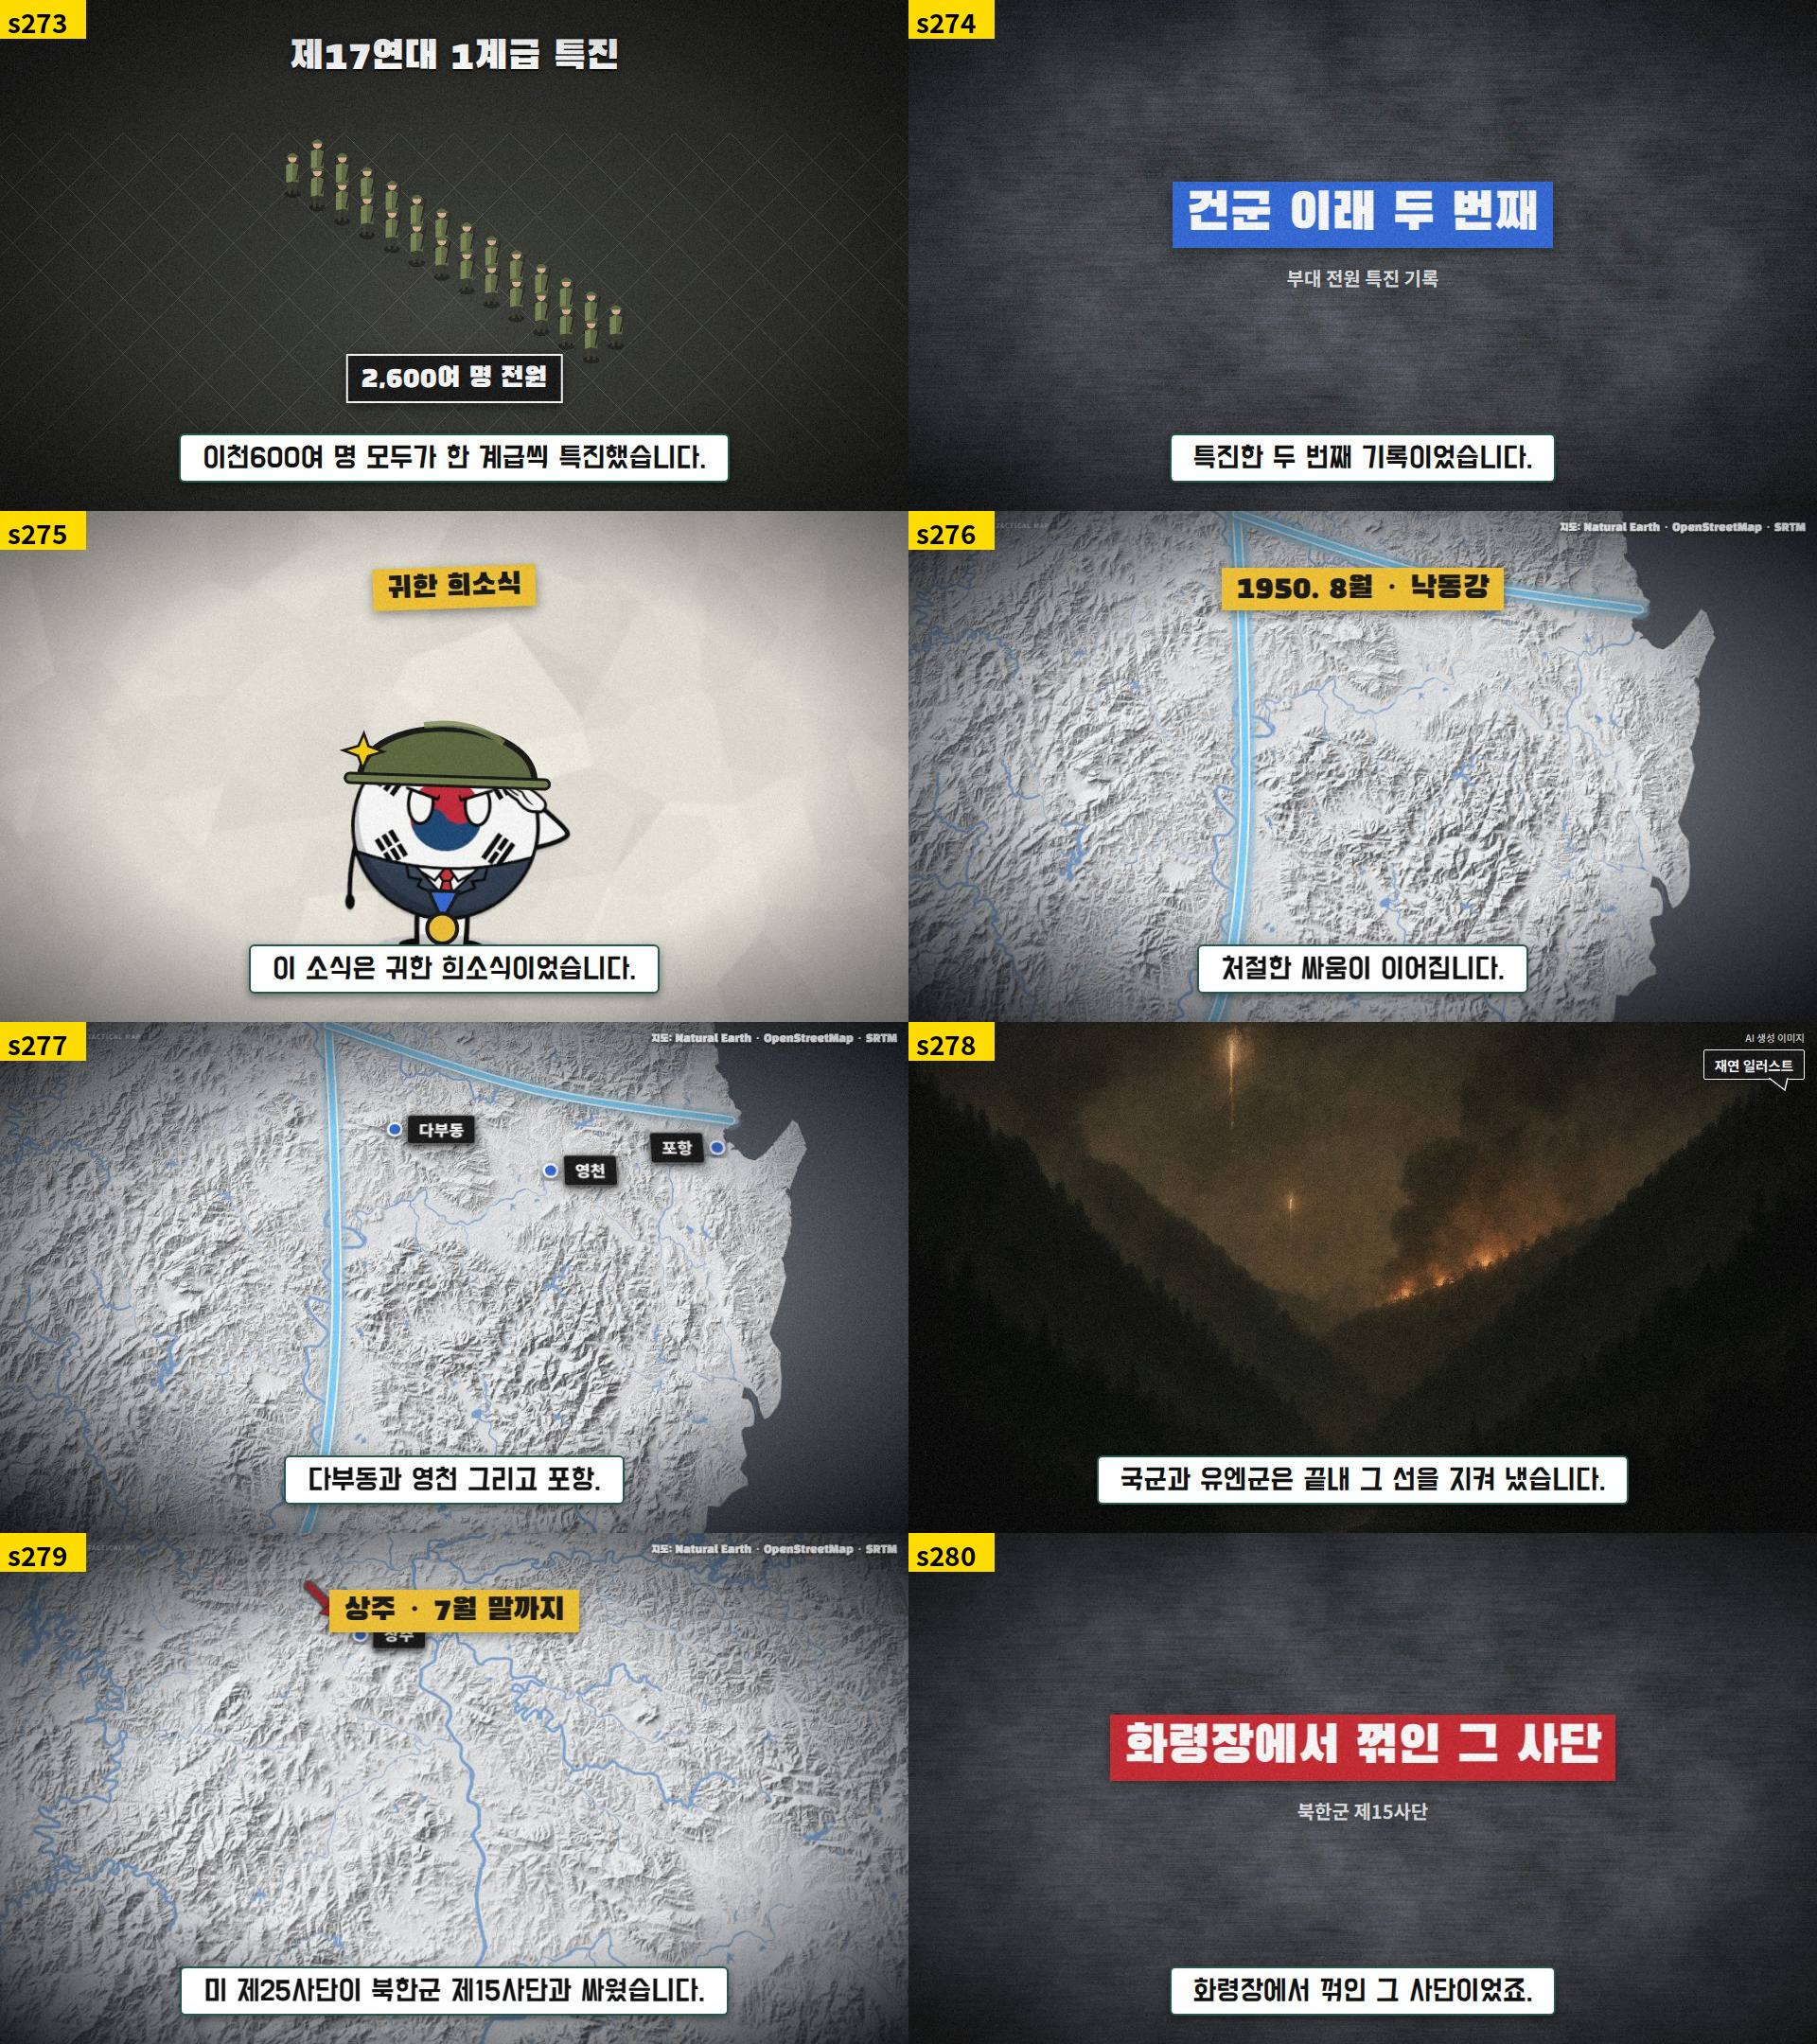 s273
제17연대 1계급 특진
2,600여 명 전원
이천600여 명 모두가 한 계급씩 특진했습니다.
s274
건군 이래 두 번째
부대 전원 특진 기록
특진한 두 번째 기록이었습니다.
s275
귀한 희소식
이 소식은 귀한 희소식이었습니다.
s276
TACTICAL MAP
지도: Natural Earth · OpenStreetMap · SRTM
1950. 8월 · 낙동강
처절한 싸움이 이어집니다.
s277
TACTICAL MAP
지도: Natural Earth · OpenStreetMap · SRTM
다부동
포항
영천
다부동과 영천 그리고 포항.
s278
AI 생성 이미지
재연 일러스트
국군과 유엔군은 끝내 그 선을 지켜 냈습니다.
s279
TACTICAL MAP
지도: Natural Earth · OpenStreetMap · SRTM
상주 · 7월 말까지
상주
미 제25사단이 북한군 제15사단과 싸웠습니다.
s280
화령장에서 꺾인 그 사단
북한군 제15사단
화령장에서 꺾인 그 사단이었죠.